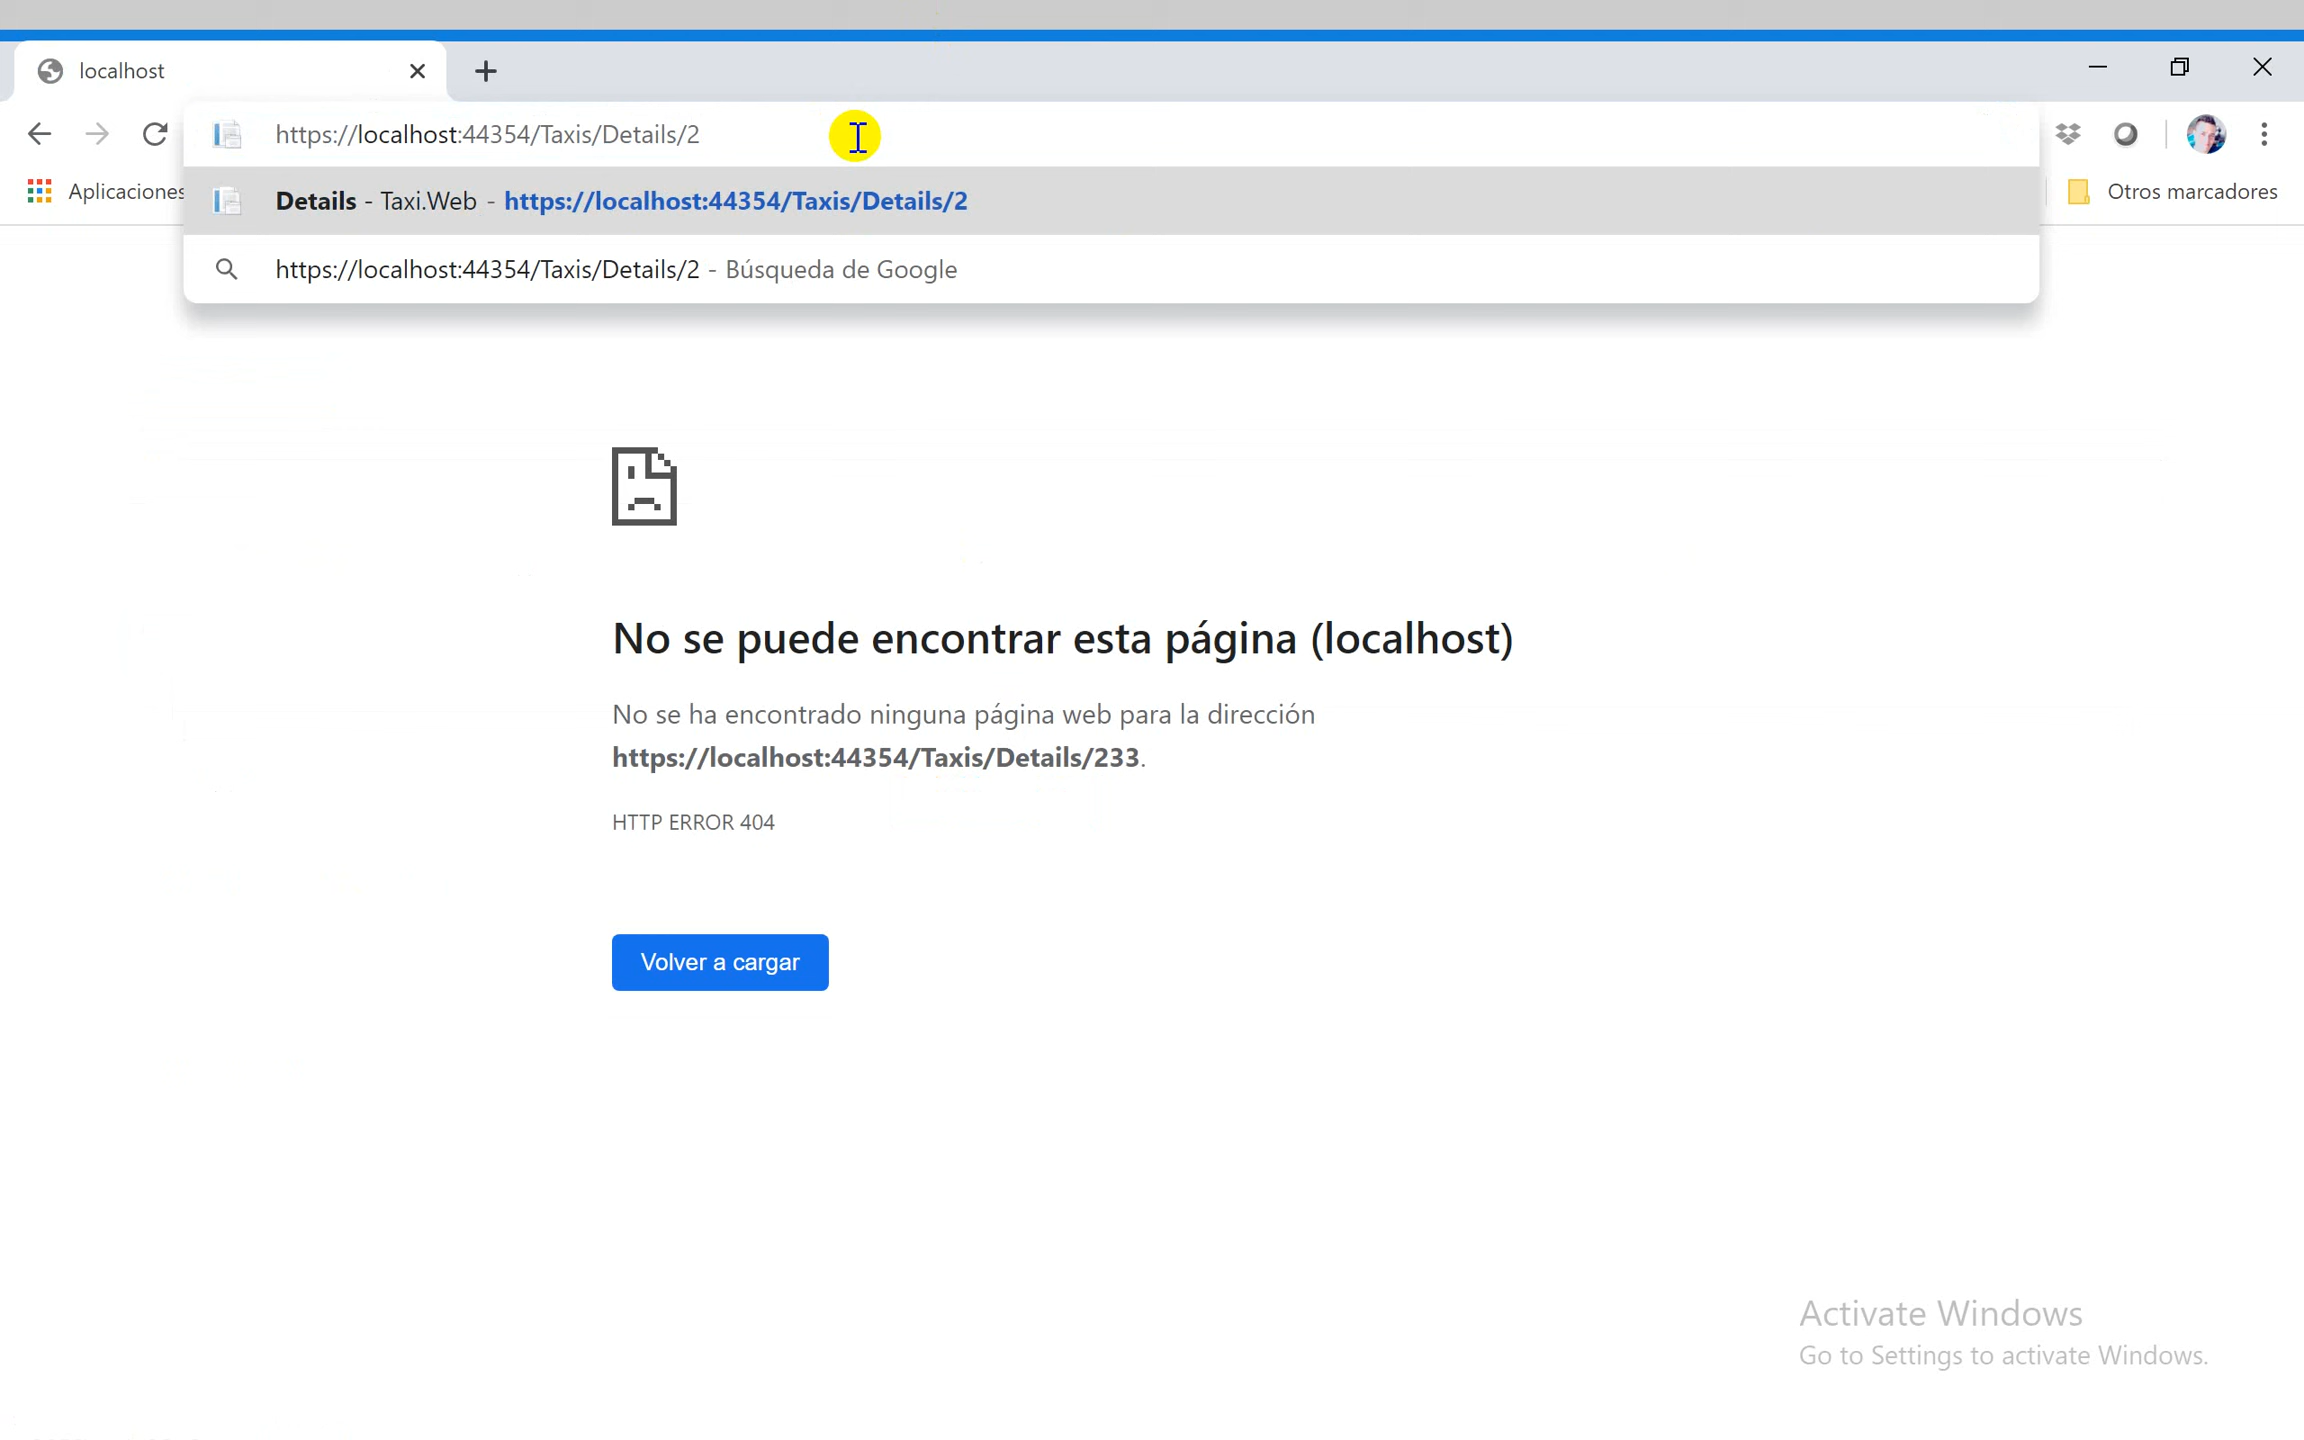 localhost
https://localhost:44354/Taxis/Details/2
Aplicaciones
Details - Taxi.Web - https://localhost:44354/Taxis/Details/2
Otros marcadores
https://localhost:44354/Taxis/Details/2 - Búsqueda de Google
No se puede encontrar esta página (localhost)
No se ha encontrado ninguna página web para la dirección
https://localhost:44354/Taxis/Details/233.
HTTP ERROR 404
Volver a cargar
Activate Windows
Go to Settings to activate Windows.